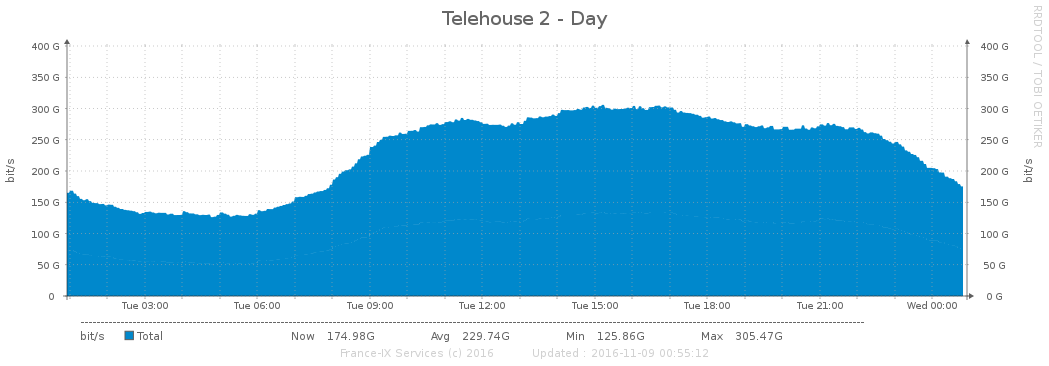 Telehouse 2 - Day
RRDTOOL / TOBI OETIKER
bit/s
bit/s
400 G 400 G
350 G 350 G
300 G 300 G
250 G 250 G
200 G 200 G
150 G 150 G
100 G 100 G
50 G 50 G
0 0 G
Tue 03:00 Tue 06:00 Tue 09:00 Tue 12:00 Tue 15:00 Tue 18:00 Tue 21:00 Wed 00:00
bit/s Total Now 174.98G Avg 229.74G Min 125.86G Max 305.47G
France-IX Services (c) 2016 Updated : 2016-11-09 00:55:12